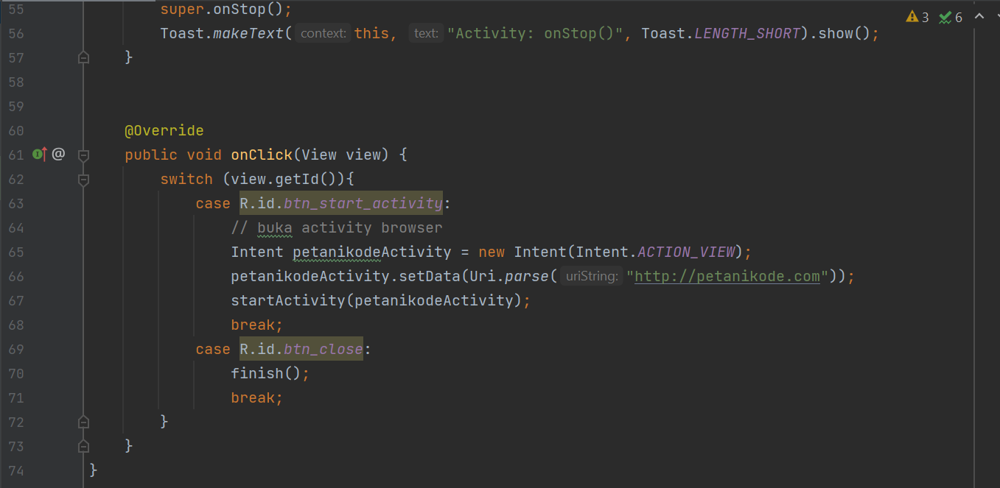 55 super.onStop();
56 Toast.makeText( context: this, text: "Activity: onStop()", Toast.LENGTH_SHORT).show();
57 }
58
59
60 @Override
61 @ public void onClick(View view) {
62 switch (view.getId()){
63 case R.id.btn_start_activity:
64 // buka activity browser
65 Intent petanikodeActivity = new Intent(Intent.ACTION_VIEW);
66 petanikodeActivity.setData(Uri.parse( uriString: "http://petanikode.com"));
67 startActivity(petanikodeActivity);
68 break;
69 case R.id.btn_close:
70 finish();
71 break;
72 }
73 }
74 }
3 6